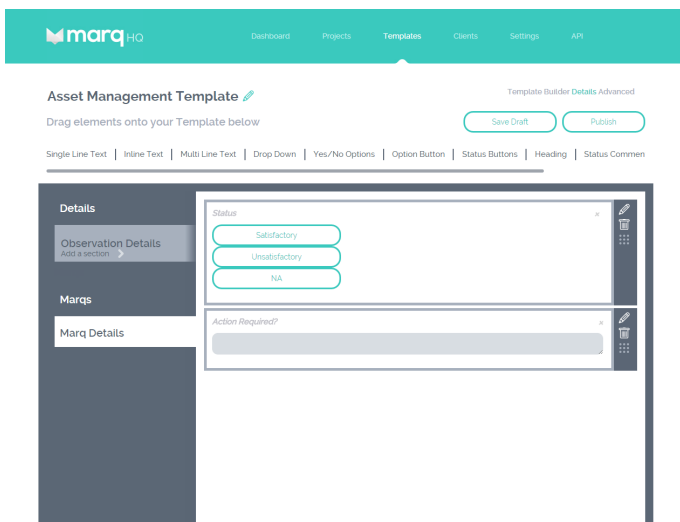 marq HQ
Dashboard Projects Templates Clients Settings API
Asset Management Template
Template Builder Details Advanced
Drag elements onto your Template below
Save Draft Publish
Single Line Text | Inline Text | Multi Line Text | Drop Down | Yes/No Options | Option Button | Status Buttons | Heading | Status Commen
Details
Observation Details
Add a section
Marqs
Marq Details
Status
x
Satisfactory
Unsatisfactory
NA
Action Required?
x